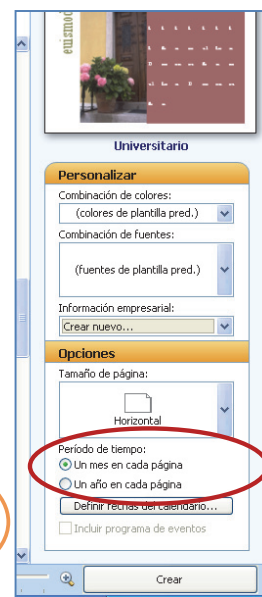 Universitario
Personalizar
Combinación de colores:
(colores de plantilla pred.)
Combinación de fuentes:
(fuentes de plantilla pred.)
Información empresarial:
Crear nuevo...
Opciones
Tamaño de página:
Horizontal
Período de tiempo:
Un mes en cada página
Un año en cada página
Definir fechas del calendario...
Incluir programa de eventos
Crear